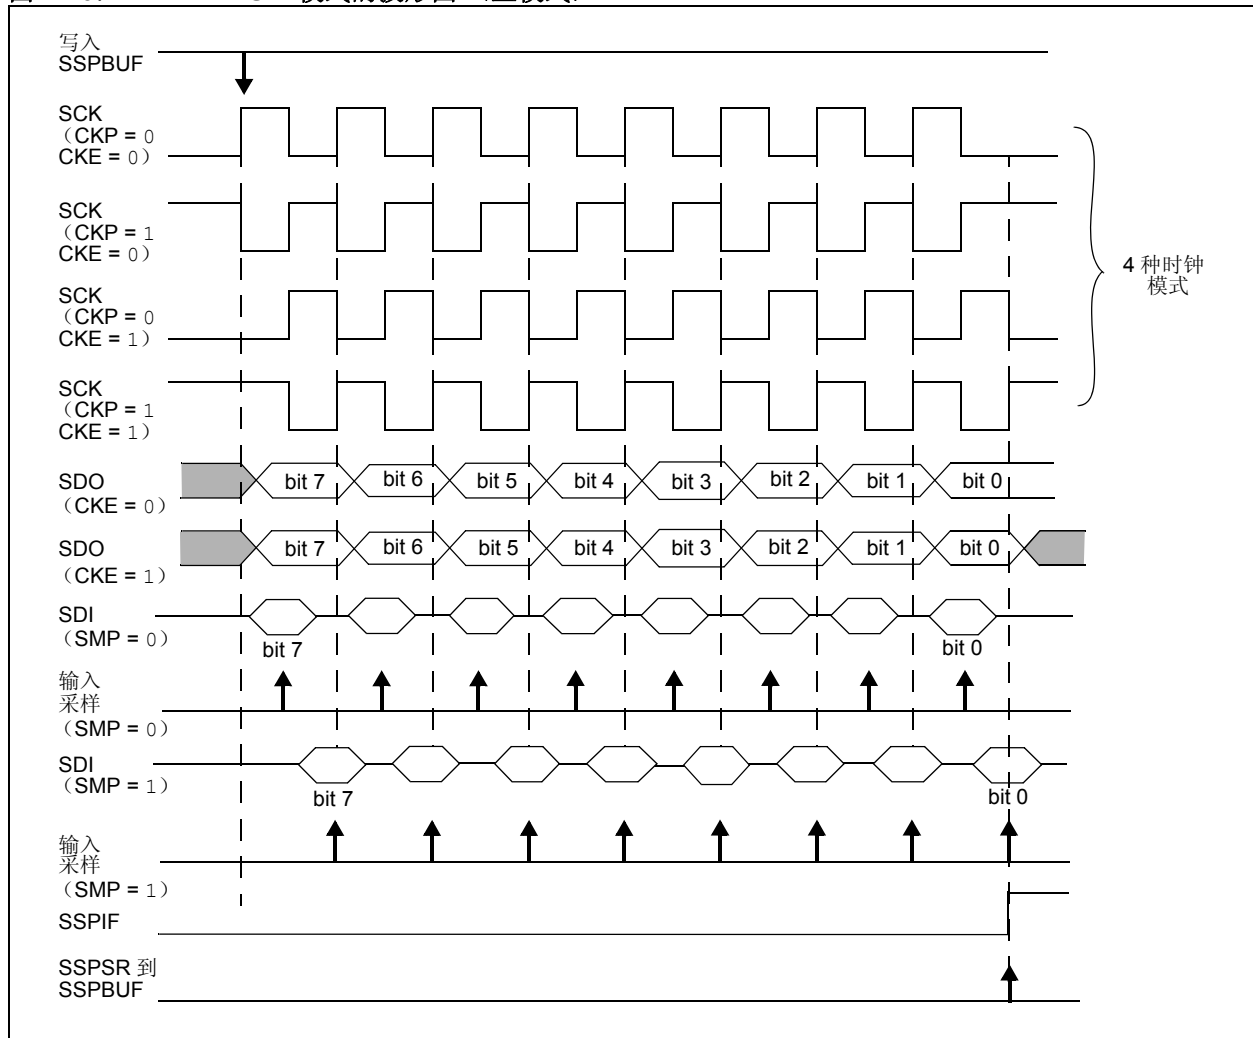 写入
SSPBUF
SCK
（CKP = 0
CKE = 0）
SCK
（CKP = 1
CKE = 0）
SCK
（CKP = 0
CKE = 1）
SCK
（CKP = 1
CKE = 1）
4 种时钟
模式
SDO
（CKE = 0）
bit 7 bit 6 bit 5 bit 4 bit 3 bit 2 bit 1 bit 0
SDO
（CKE = 1）
bit 7 bit 6 bit 5 bit 4 bit 3 bit 2 bit 1 bit 0
SDI
（SMP = 0）
bit 7 bit 0
输入
采样
（SMP = 0）
SDI
（SMP = 1）
bit 7 bit 0
输入
采样
（SMP = 1）
SSPIF
SSPSR 到
SSPBUF